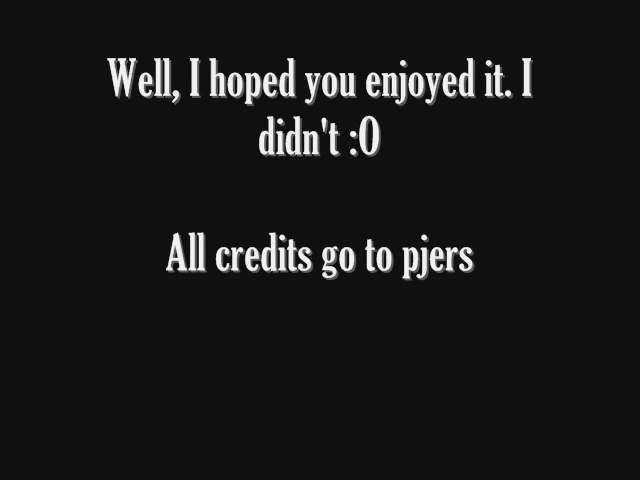 Well, I hoped you enjoyed it. I
didn't :O
All credits go to pjers